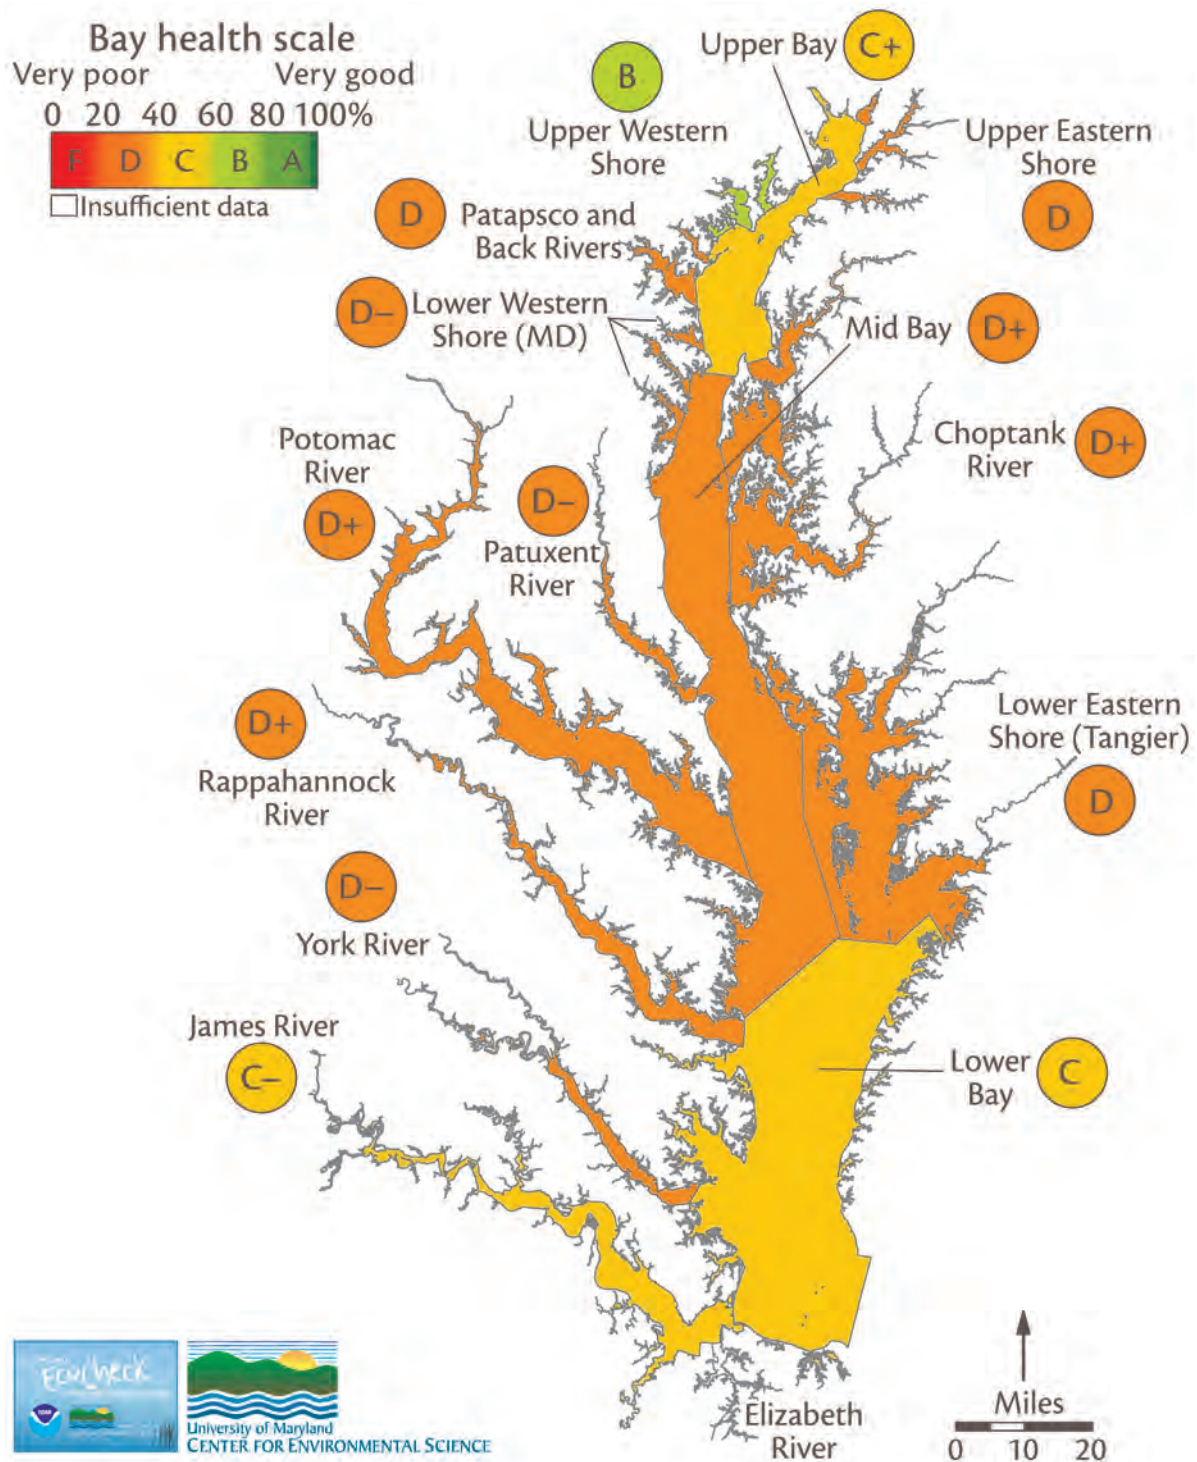 Bay health scale
Very poor Very good
0 20 40 60 80 100%
F D C B A
Insufficient data
B
Upper Western
Shore
Upper Bay
C+
Upper Eastern
Shore
D
D
Patapsco and
Back Rivers
D–
Lower Western
Shore (MD)
Mid Bay
D+
Potomac
River
D+
D–
Patuxent
River
Choptank
River
D+
D+
Rappahannock
River
Lower Eastern
Shore (Tangier)
D
D–
York River
James River
C–
Lower
Bay
C
Elizabeth
River
Miles
0 10 20
ECOCHECK
University of Maryland
CENTER FOR ENVIRONMENTAL SCIENCE